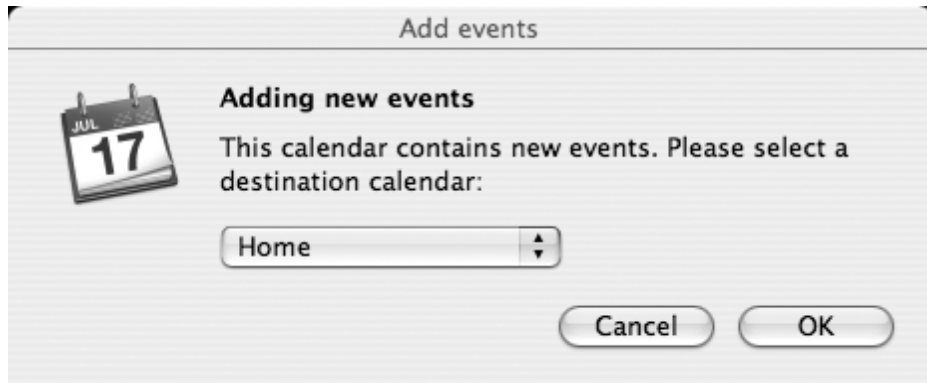 Add events
Adding new events
This calendar contains new events. Please select a
destination calendar:
JUL
17
Home
Cancel
OK